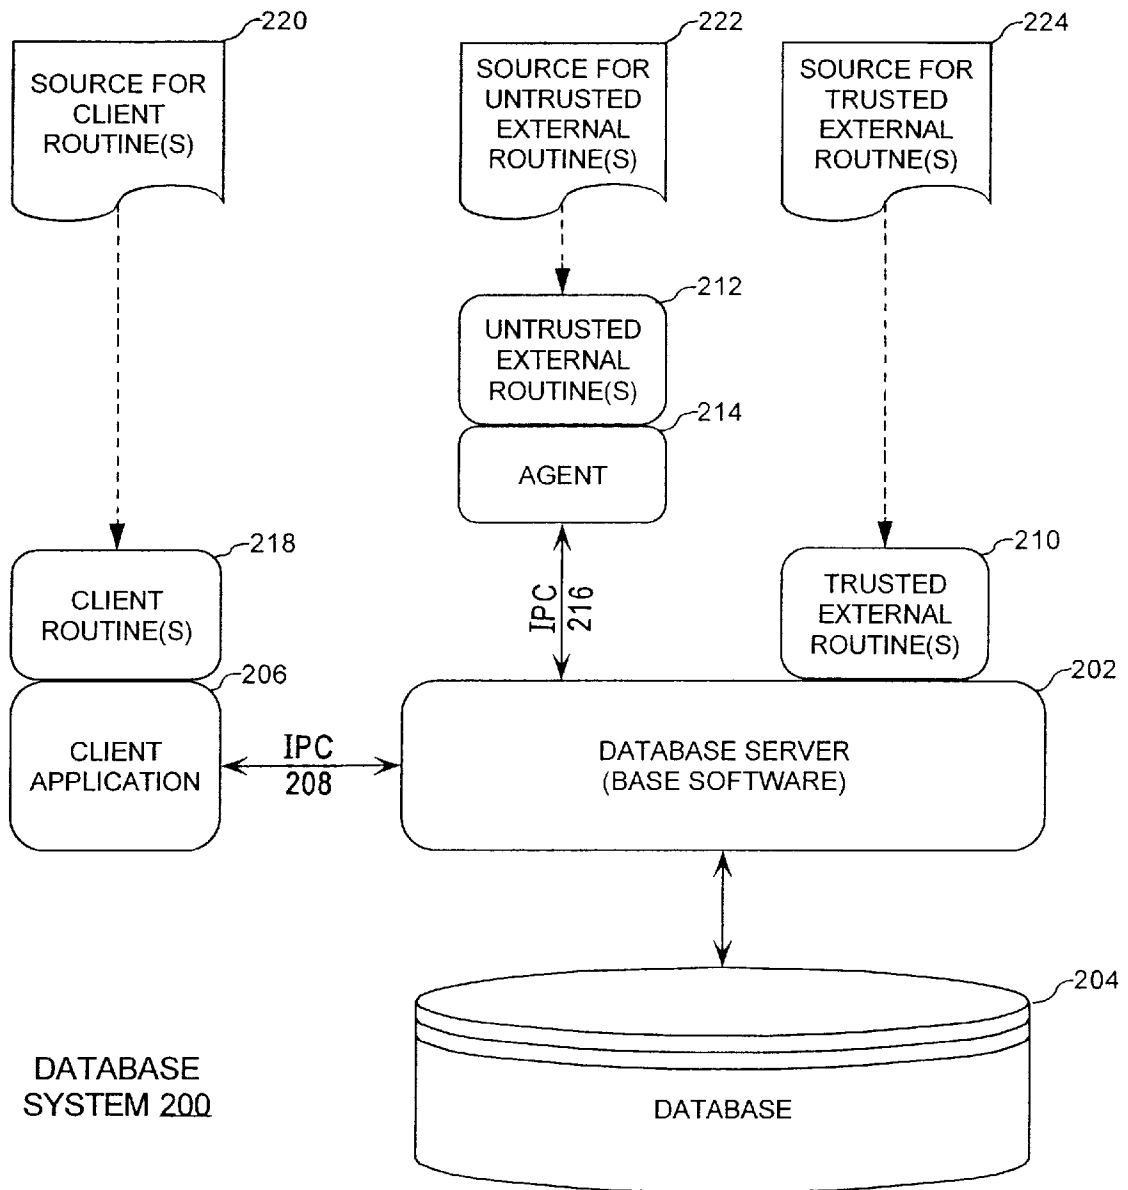 220
SOURCE FOR
CLIENT
ROUTINE(S)
222
SOURCE FOR
UNTRUSTED
EXTERNAL
ROUTINE(S)
224
SOURCE FOR
TRUSTED
EXTERNAL
ROUTNE(S)
212
UNTRUSTED
EXTERNAL
ROUTINE(S)
214
AGENT
218
CLIENT
ROUTINE(S)
IPC
216
210
TRUSTED
EXTERNAL
ROUTINE(S)
206
CLIENT
APPLICATION
IPC
208
202
DATABASE SERVER
(BASE SOFTWARE)
204
DATABASE
DATABASE
SYSTEM 200